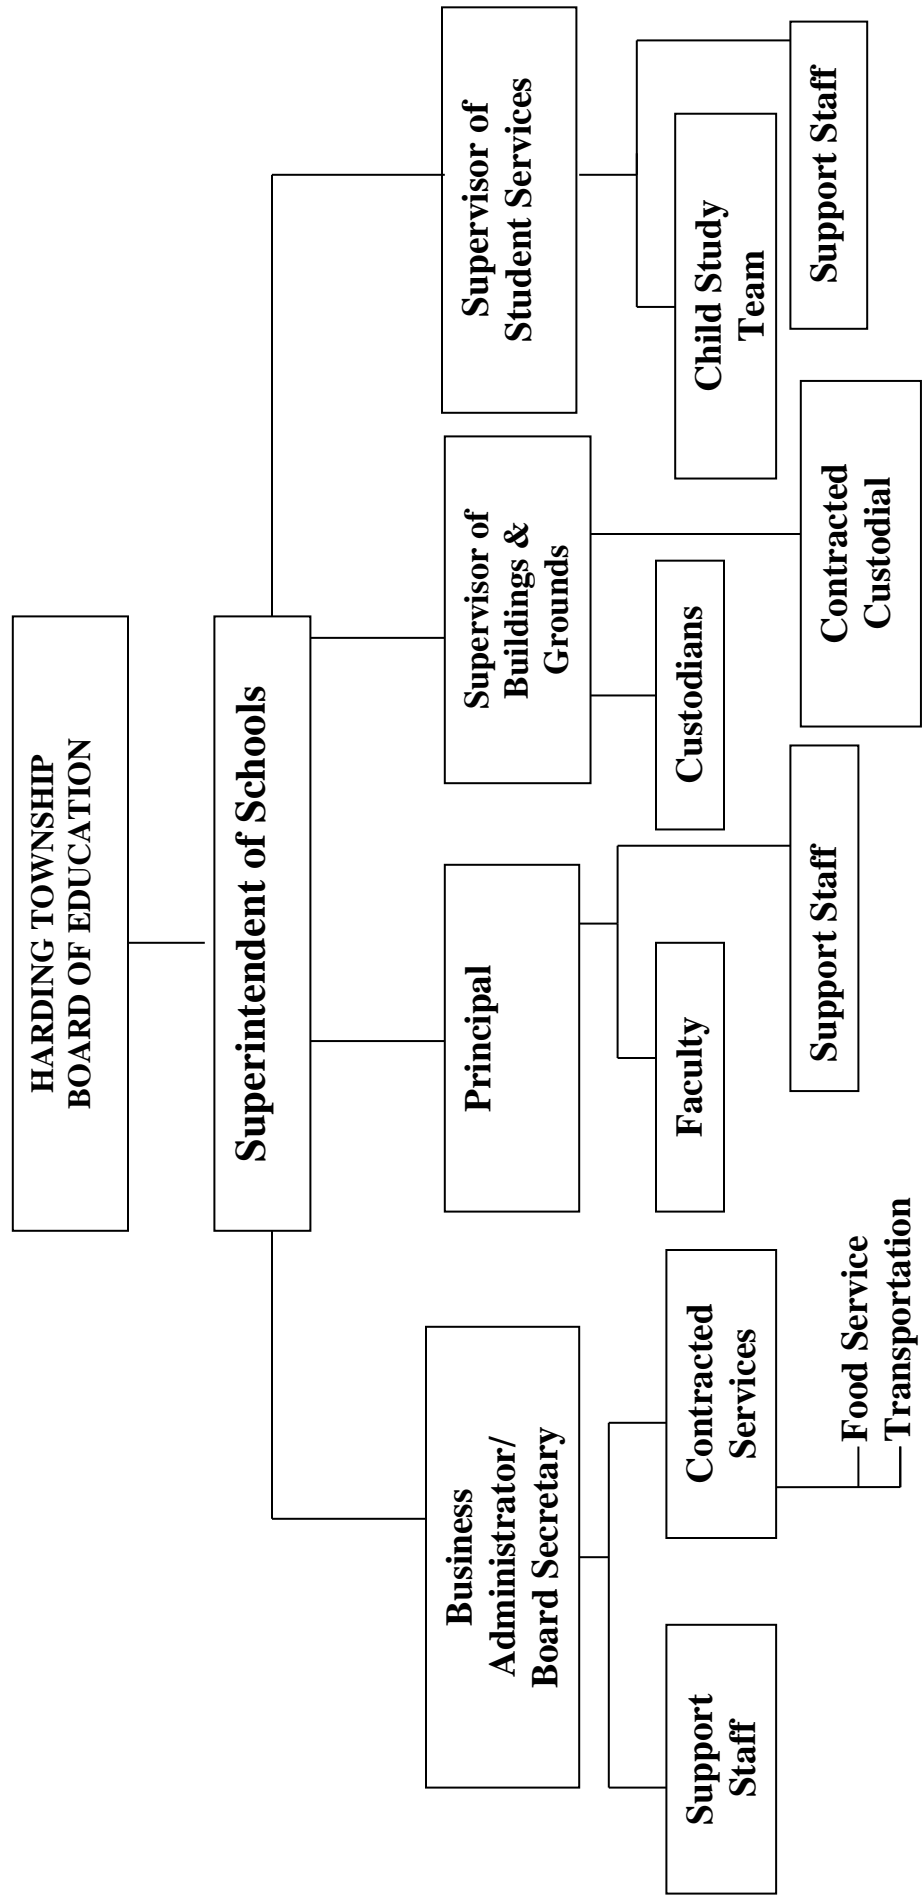 HARDING TOWNSHIP
BOARD OF EDUCATION
Superintendent of Schools
Business
Administrator/
Board Secretary
Principal
Supervisor of
Buildings &
Grounds
Supervisor of
Student Services
Support
Staff
Contracted
Services
Food Service
Transportation
Faculty
Support Staff
Custodians
Contracted
Custodial
Child Study
Team
Support Staff